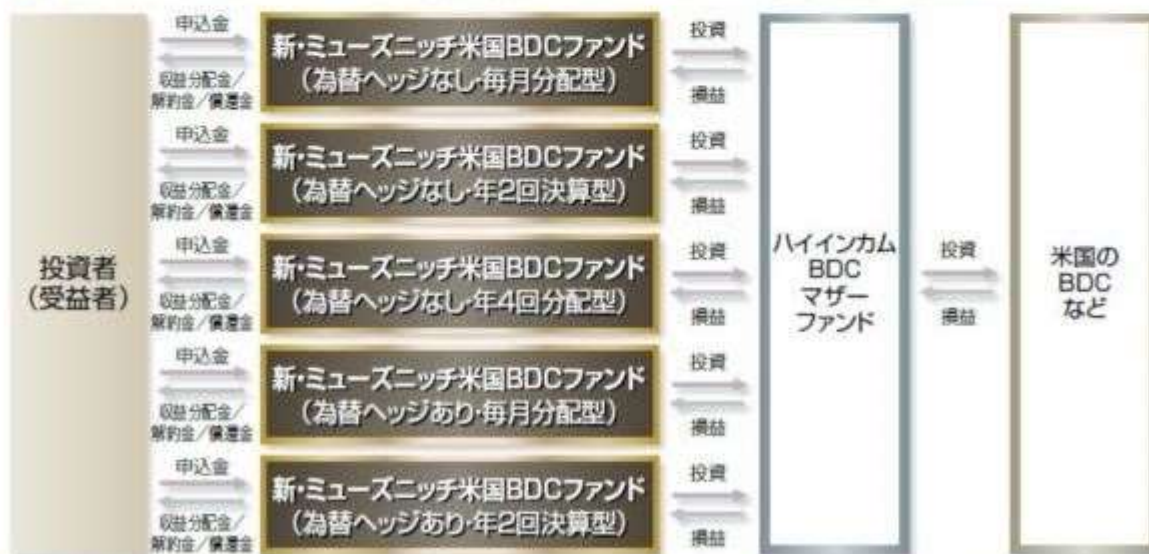 投資者
(受益者)
申込金
収益分配金/
解約金/償還金
新・ミューズニッチ米国BDCファンド
(為替ヘッジなし・毎月分配型)
投資
損益
申込金
収益分配金/
解約金/償還金
新・ミューズニッチ米国BDCファンド
(為替ヘッジなし・年2回決算型)
投資
損益
申込金
収益分配金/
解約金/償還金
新・ミューズニッチ米国BDCファンド
(為替ヘッジなし・年4回分配型)
投資
損益
申込金
収益分配金/
解約金/償還金
新・ミューズニッチ米国BDCファンド
(為替ヘッジあり・毎月分配型)
投資
損益
申込金
収益分配金/
解約金/償還金
新・ミューズニッチ米国BDCファンド
(為替ヘッジあり・年2回決算型)
投資
損益
ハイインカム
BDC
マザー
ファンド
投資
損益
米国の
BDC
など